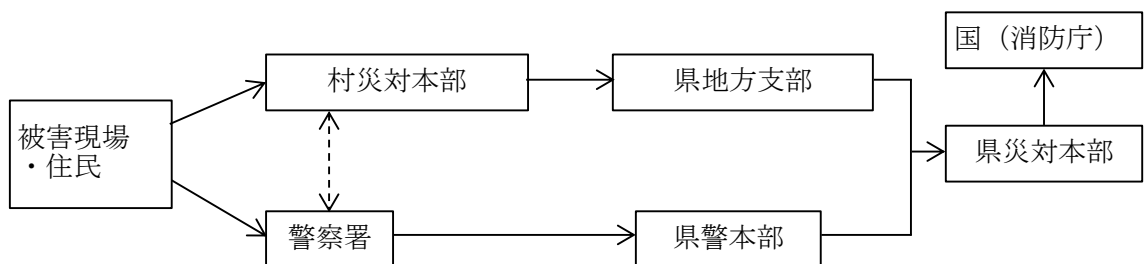 国（消防庁）
村災対本部
県地方支部
被害現場
・住民
県災対本部
警察署
県警本部